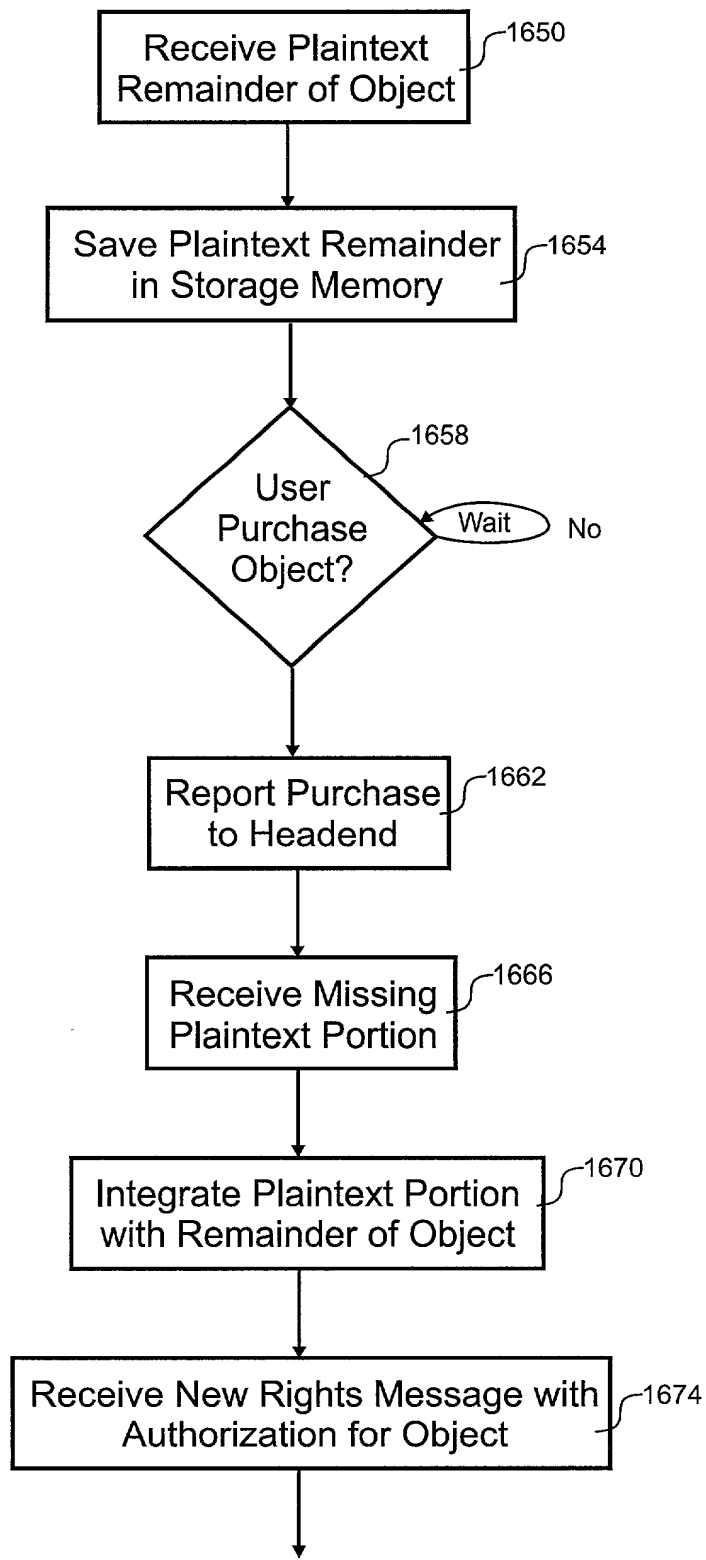 Receive Plaintext
Remainder of Object
1650
Save Plaintext Remainder
in Storage Memory
1654
1658
User
Purchase
Object?
Wait
No
Report Purchase
to Headend
1662
Receive Missing
Plaintext Portion
1666
Integrate Plaintext Portion
with Remainder of Object
1670
Receive New Rights Message with
Authorization for Object
1674